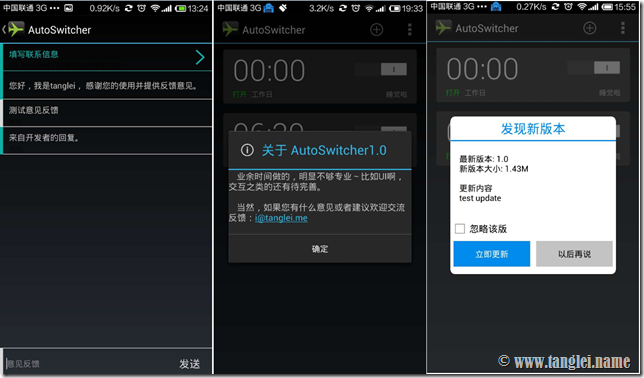 中国联通 3G 0.92K/s 13:24
AutoSwitcher
填写联系信息
您好，我是tanglei，感谢您的使用并提供反馈意见。
测试意见反馈
来自开发者的回复。
意见反馈
发送
中国联通 3G 3.2K/s 19:33
AutoSwitcher
00:00
打开 工作日 睡觉啦
关于 AutoSwitcher1.0
业余时间做的，明显不够专业～比如UI啊，
交互之类的还有待完善。
当然，如果您有什么意见或者建议欢迎交流
反馈：i@tanglei.me
确定
中国联通 3G 0.27K/s 15:55
AutoSwitcher
00:00
打开 工作日 睡觉啦
发现新版本
最新版本: 1.0
新版本大小: 1.43M
更新内容
test update
忽略该版
立即更新 以后再说
© www.tanglei.name